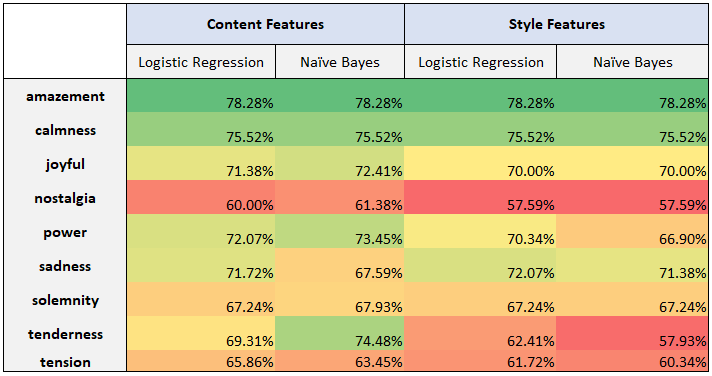 Content Features Style Features
Logistic Regression Naïve Bayes Logistic Regression Naïve Bayes
amazement 78.28% 78.28% 78.28% 78.28%
calmness 75.52% 75.52% 75.52% 75.52%
joyful 71.38% 72.41% 70.00% 70.00%
nostalgia 60.00% 61.38% 57.59% 57.59%
power 72.07% 73.45% 70.34% 66.90%
sadness 71.72% 67.59% 72.07% 71.38%
solemnity 67.24% 67.93% 67.24% 67.24%
tenderness 69.31% 74.48% 62.41% 57.93%
tension 65.86% 63.45% 61.72% 60.34%